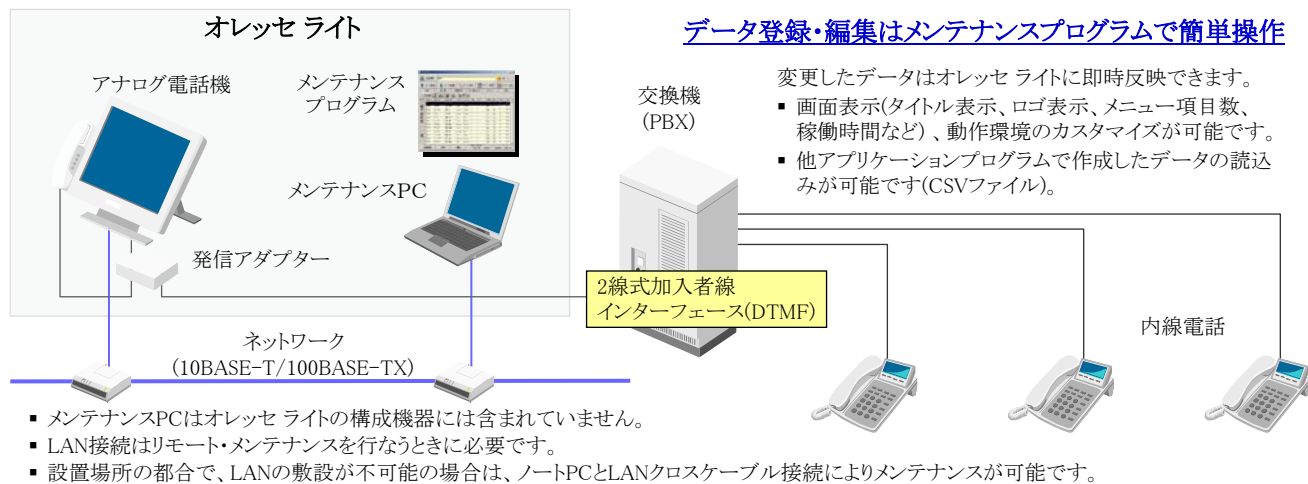 オレッセ ライト
アナログ電話機
メンテナンス
プログラム
メンテナンスPC
発信アダプター
ネットワーク
(10BASE-T/100BASE-TX)
データ登録・編集はメンテナンスプログラムで簡単操作
変更したデータはオレッセ ライトに即時反映できます。
▪ 画面表示(タイトル表示、ロゴ表示、メニュー項目数、
稼働時間など) 、動作環境のカスタマイズが可能です。
▪ 他アプリケーションプログラムで作成したデータの読込
みが可能です(CSVファイル)。
交換機
(PBX)
2線式加入者線
インターフェース(DTMF)
内線電話
▪ メンテナンスPCはオレッセ ライトの構成機器には含まれていません。
▪ LAN接続はリモート・メンテナンスを行なうときに必要です。
▪ 設置場所の都合で、LANの敷設が不可能の場合は、ノートPCとLANクロスケーブル接続によりメンテナンスが可能です。